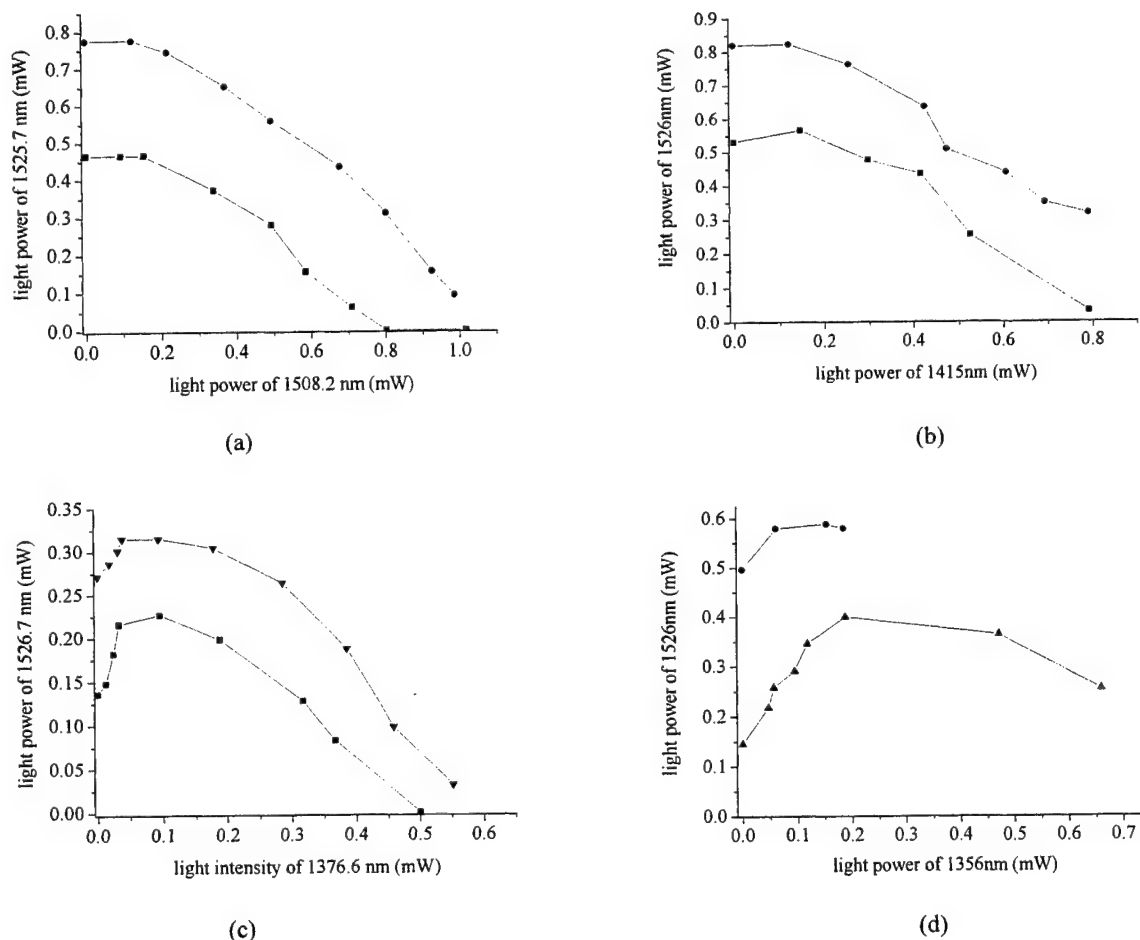 light power of 1525.7 nm (mW)
0.8
0.7
0.6
0.5
0.4
0.3
0.2
0.1
0.0
0.0 0.2 0.4 0.6 0.8 1.0
light power of 1508.2 nm (mW)
(a)
light power of 1526nm (mW)
0.9
0.8
0.7
0.6
0.5
0.4
0.3
0.2
0.1
0.0
0.0 0.2 0.4 0.6 0.8
light power of 1415nm (mW)
(b)
light power of 1526.7 nm (mW)
0.35
0.30
0.25
0.20
0.15
0.10
0.05
0.00
0.0 0.1 0.2 0.3 0.4 0.5 0.6
light intensity of 1376.6 nm (mW)
(c)
light power of 1526nm (mW)
0.6
0.5
0.4
0.3
0.2
0.1
0.0
0.0 0.1 0.2 0.3 0.4 0.5 0.6 0.7
light power of 1356nm (mW)
(d)